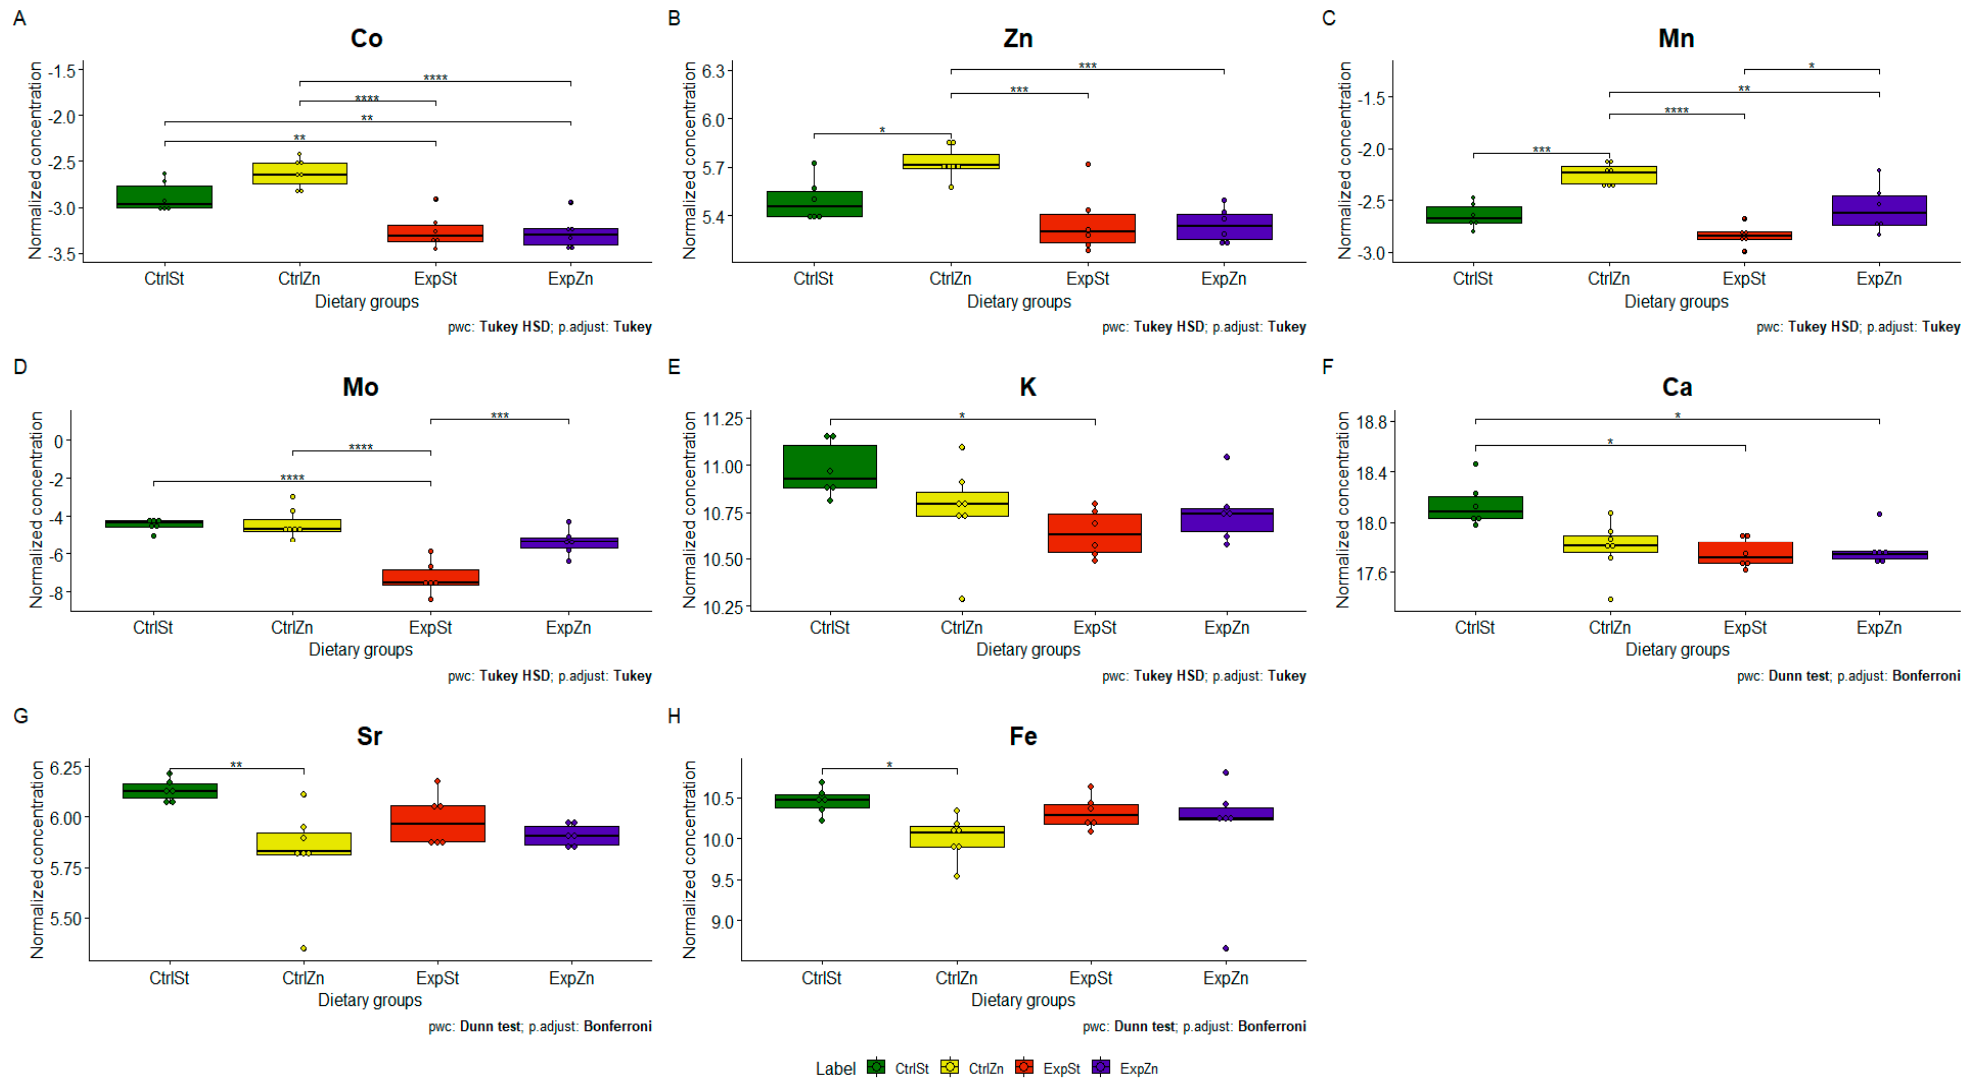 A
Co
Normalized concentration
-1.5
-2.0
-2.5
-3.0
-3.5
****
****
**
**
CtrlSt CtrlZn ExpSt ExpZn
Dietary groups
pwc: Tukey HSD; p.adjust: Tukey
B
Zn
Normalized concentration
6.3
6.0
5.7
5.4
***
***
*
CtrlSt CtrlZn ExpSt ExpZn
Dietary groups
pwc: Tukey HSD; p.adjust: Tukey
C
Mn
Normalized concentration
-1.5
-2.0
-2.5
-3.0
*
**
****
***
CtrlSt CtrlZn ExpSt ExpZn
Dietary groups
pwc: Tukey HSD; p.adjust: Tukey
D
Mo
Normalized concentration
0
-2
-4
-6
-8
***
****
****
CtrlSt CtrlZn ExpSt ExpZn
Dietary groups
pwc: Tukey HSD; p.adjust: Tukey
E
K
Normalized concentration
11.25
11.00
10.75
10.50
10.25
*
CtrlSt CtrlZn ExpSt ExpZn
Dietary groups
pwc: Tukey HSD; p.adjust: Tukey
F
Ca
Normalized concentration
18.8
18.4
18.0
17.6
*
*
CtrlSt CtrlZn ExpSt ExpZn
Dietary groups
pwc: Dunn test; p.adjust: Bonferroni
G
Sr
Normalized concentration
6.25
6.00
5.75
5.50
**
CtrlSt CtrlZn ExpSt ExpZn
Dietary groups
pwc: Dunn test; p.adjust: Bonferroni
H
Fe
Normalized concentration
10.5
10.0
9.5
9.0
*
CtrlSt CtrlZn ExpSt ExpZn
Dietary groups
pwc: Dunn test; p.adjust: Bonferroni
Label CtrlSt CtrlZn ExpSt ExpZn